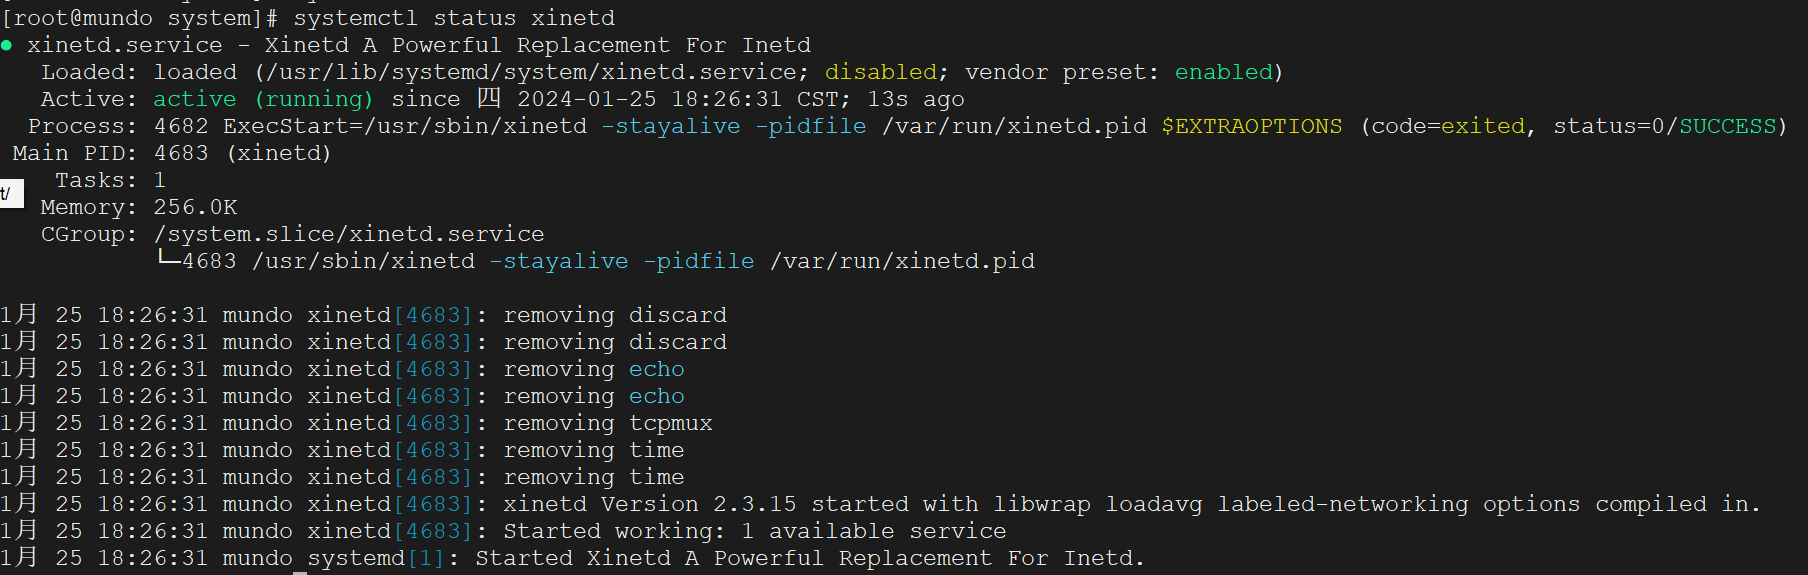 [root@mundo system]# systemctl status xinetd
● xinetd.service - Xinetd A Powerful Replacement For Inetd
Loaded: loaded (/usr/lib/systemd/system/xinetd.service; disabled; vendor preset: enabled)
Active: active (running) since 四 2024-01-25 18:26:31 CST; 13s ago
Process: 4682 ExecStart=/usr/sbin/xinetd -stayalive -pidfile /var/run/xinetd.pid $EXTRAOPTIONS (code=exited, status=0/SUCCESS)
Main PID: 4683 (xinetd)
Tasks: 1
t/
Memory: 256.0K
CGroup: /system.slice/xinetd.service
└─4683 /usr/sbin/xinetd -stayalive -pidfile /var/run/xinetd.pid
1月 25 18:26:31 mundo xinetd[4683]: removing discard
1月 25 18:26:31 mundo xinetd[4683]: removing discard
1月 25 18:26:31 mundo xinetd[4683]: removing echo
1月 25 18:26:31 mundo xinetd[4683]: removing echo
1月 25 18:26:31 mundo xinetd[4683]: removing tcpmux
1月 25 18:26:31 mundo xinetd[4683]: removing time
1月 25 18:26:31 mundo xinetd[4683]: removing time
1月 25 18:26:31 mundo xinetd[4683]: xinetd Version 2.3.15 started with libwrap loadavg labeled-networking options compiled in.
1月 25 18:26:31 mundo xinetd[4683]: Started working: 1 available service
1月 25 18:26:31 mundo systemd[1]: Started Xinetd A Powerful Replacement For Inetd.